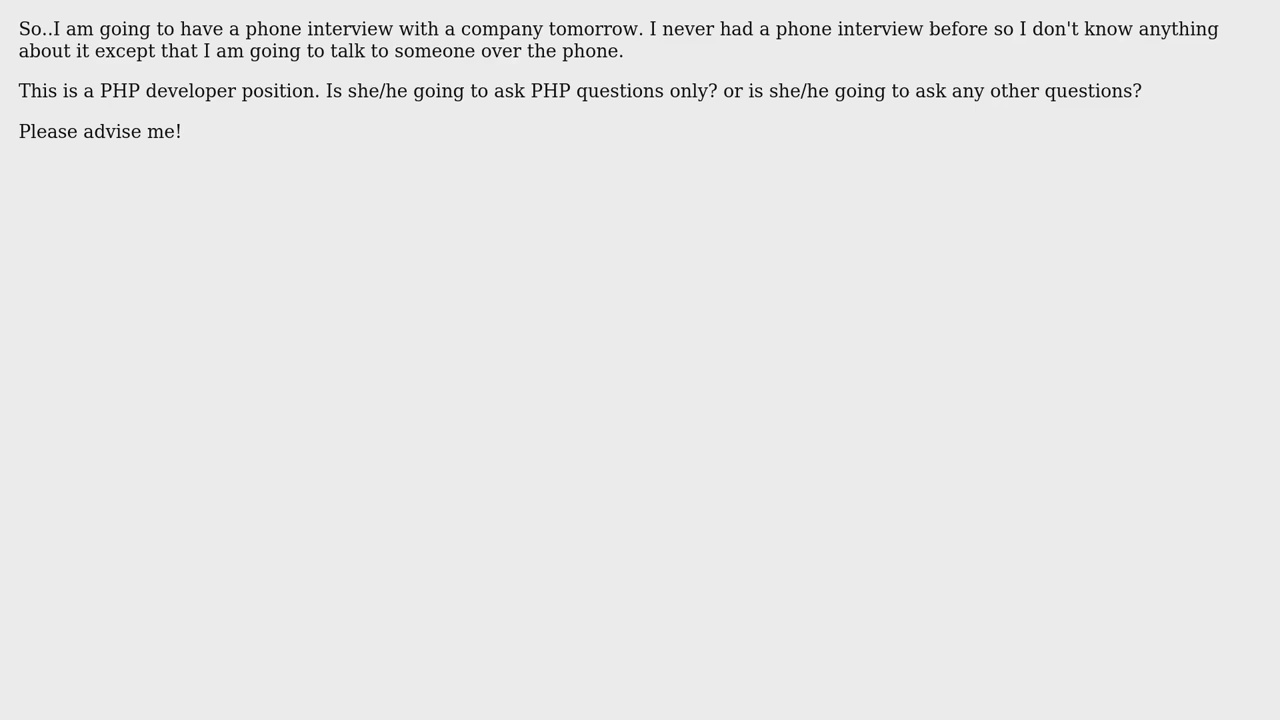 So..I am going to have a phone interview with a company tomorrow. I never had a phone interview before so I don't know anything
about it except that I am going to talk to someone over the phone.
This is a PHP developer position. Is she/he going to ask PHP questions only? or is she/he going to ask any other questions?
Please advise me!